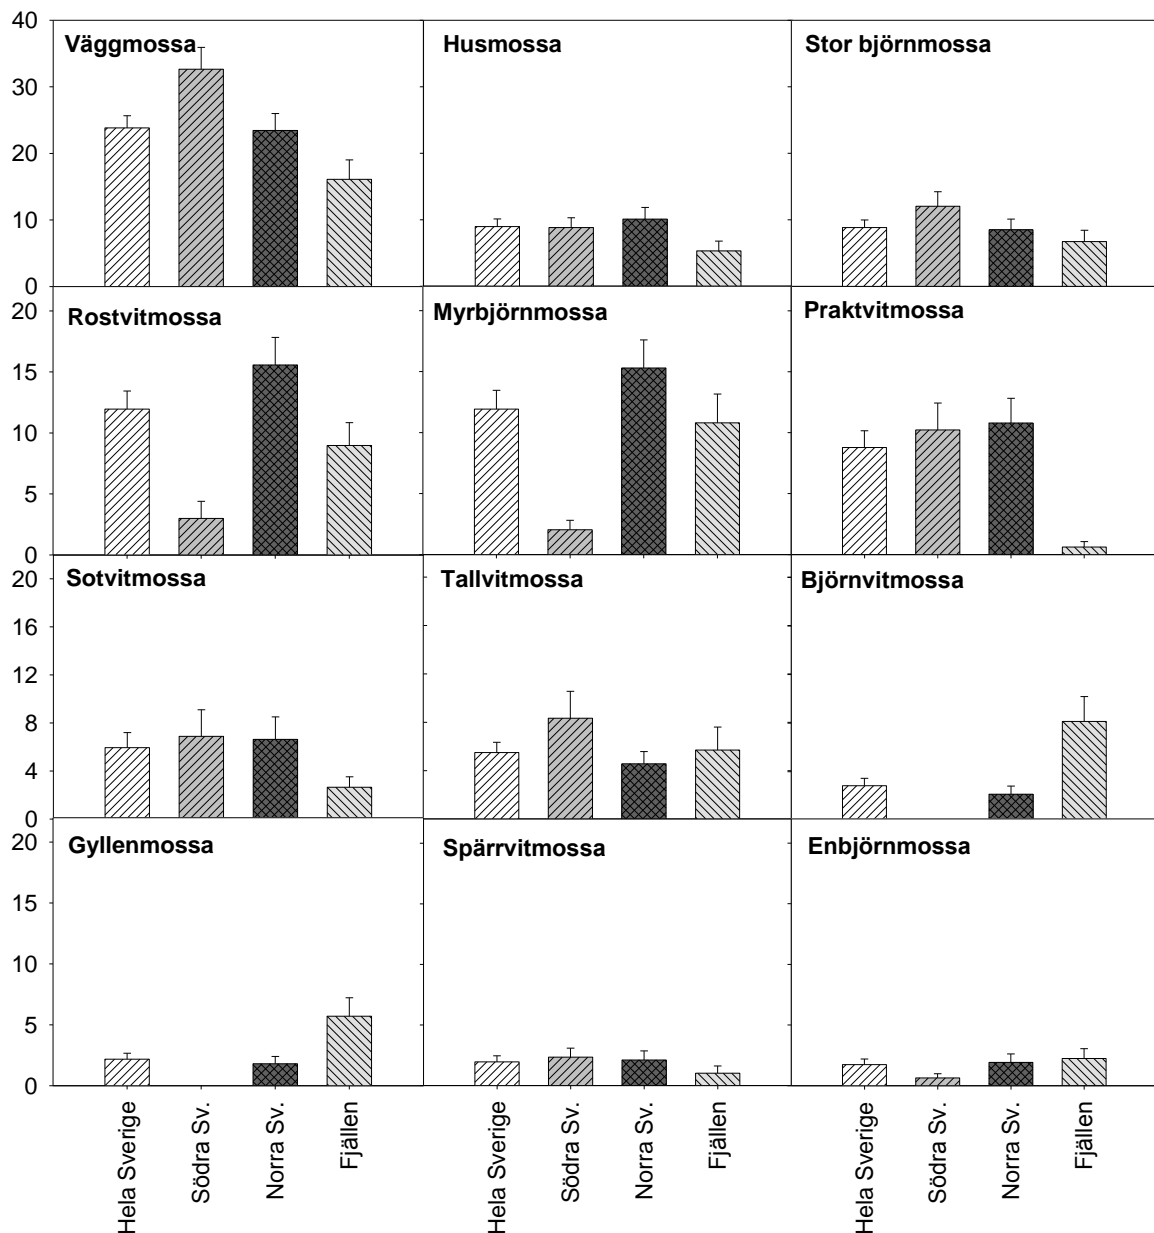 40
30
20
10
0
Väggmossa
Husmossa
Stor björnmossa
20
15
10
5
0
Rostvitmossa
Myrbjörnmossa
Praktvitmossa
20
16
12
8
4
0
Sotvitmossa
Tallvitmossa
Björnvitmossa
20
15
10
5
0
Gyllenmossa
Spärrvitmossa
Enbjörnmossa
Hela Sverige
Södra Sv.
Norra Sv.
Fjällen
Hela Sverige
Södra Sv.
Norra Sv.
Fjällen
Hela Sverige
Södra Sv.
Norra Sv.
Fjällen